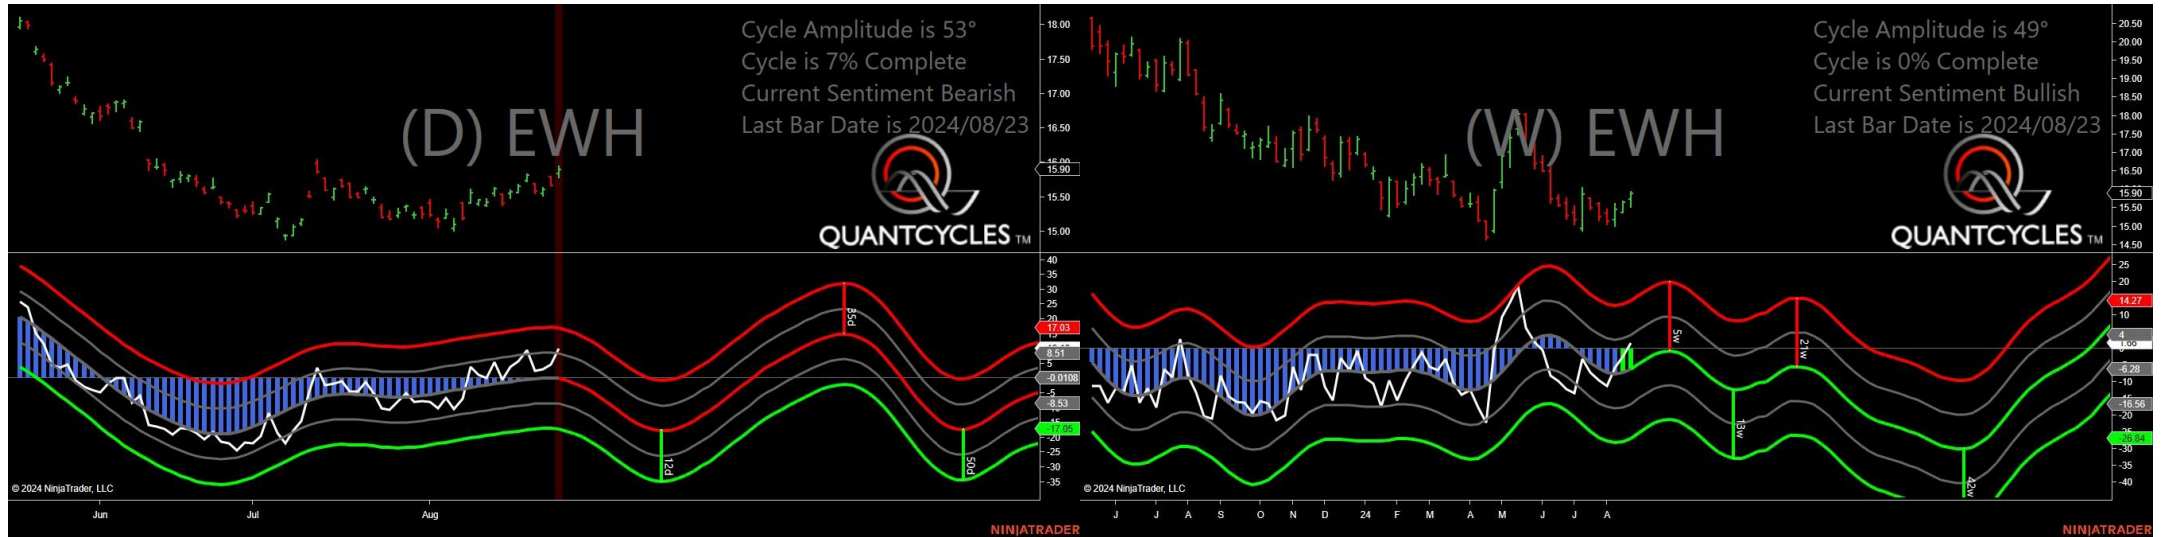 Cycle Amplitude is 53°
Cycle is 7% Complete
Current Sentiment Bearish
Last Bar Date is 2024/08/23
(D) EWH
QUANTCYCLES TM
18.00
17.50
17.00
16.50
16.00
15.90
15.50
15.00
40
35
30
25
20
17.03
8.51
5
-0.0108
-5
-8.53
-17.05
-20
-25
-30
-35
12d
35d
50d
© 2024 NinjaTrader, LLC
Jun Jul Aug
NINJATRADER
Cycle Amplitude is 49°
Cycle is 0% Complete
Current Sentiment Bullish
Last Bar Date is 2024/08/23
(W) EWH
QUANTCYCLES TM
20.50
20.00
19.50
19.00
18.50
18.00
17.50
17.00
16.50
15.90
15.50
15.00
14.50
25
20
14.27
10
4
-6.28
-10
-16.56
-20
-26.84
-30
-35
-40
5w
13w
21w
42w
© 2024 NinjaTrader, LLC
J J A S O N D 24 F M A M J J A
NINJATRADER